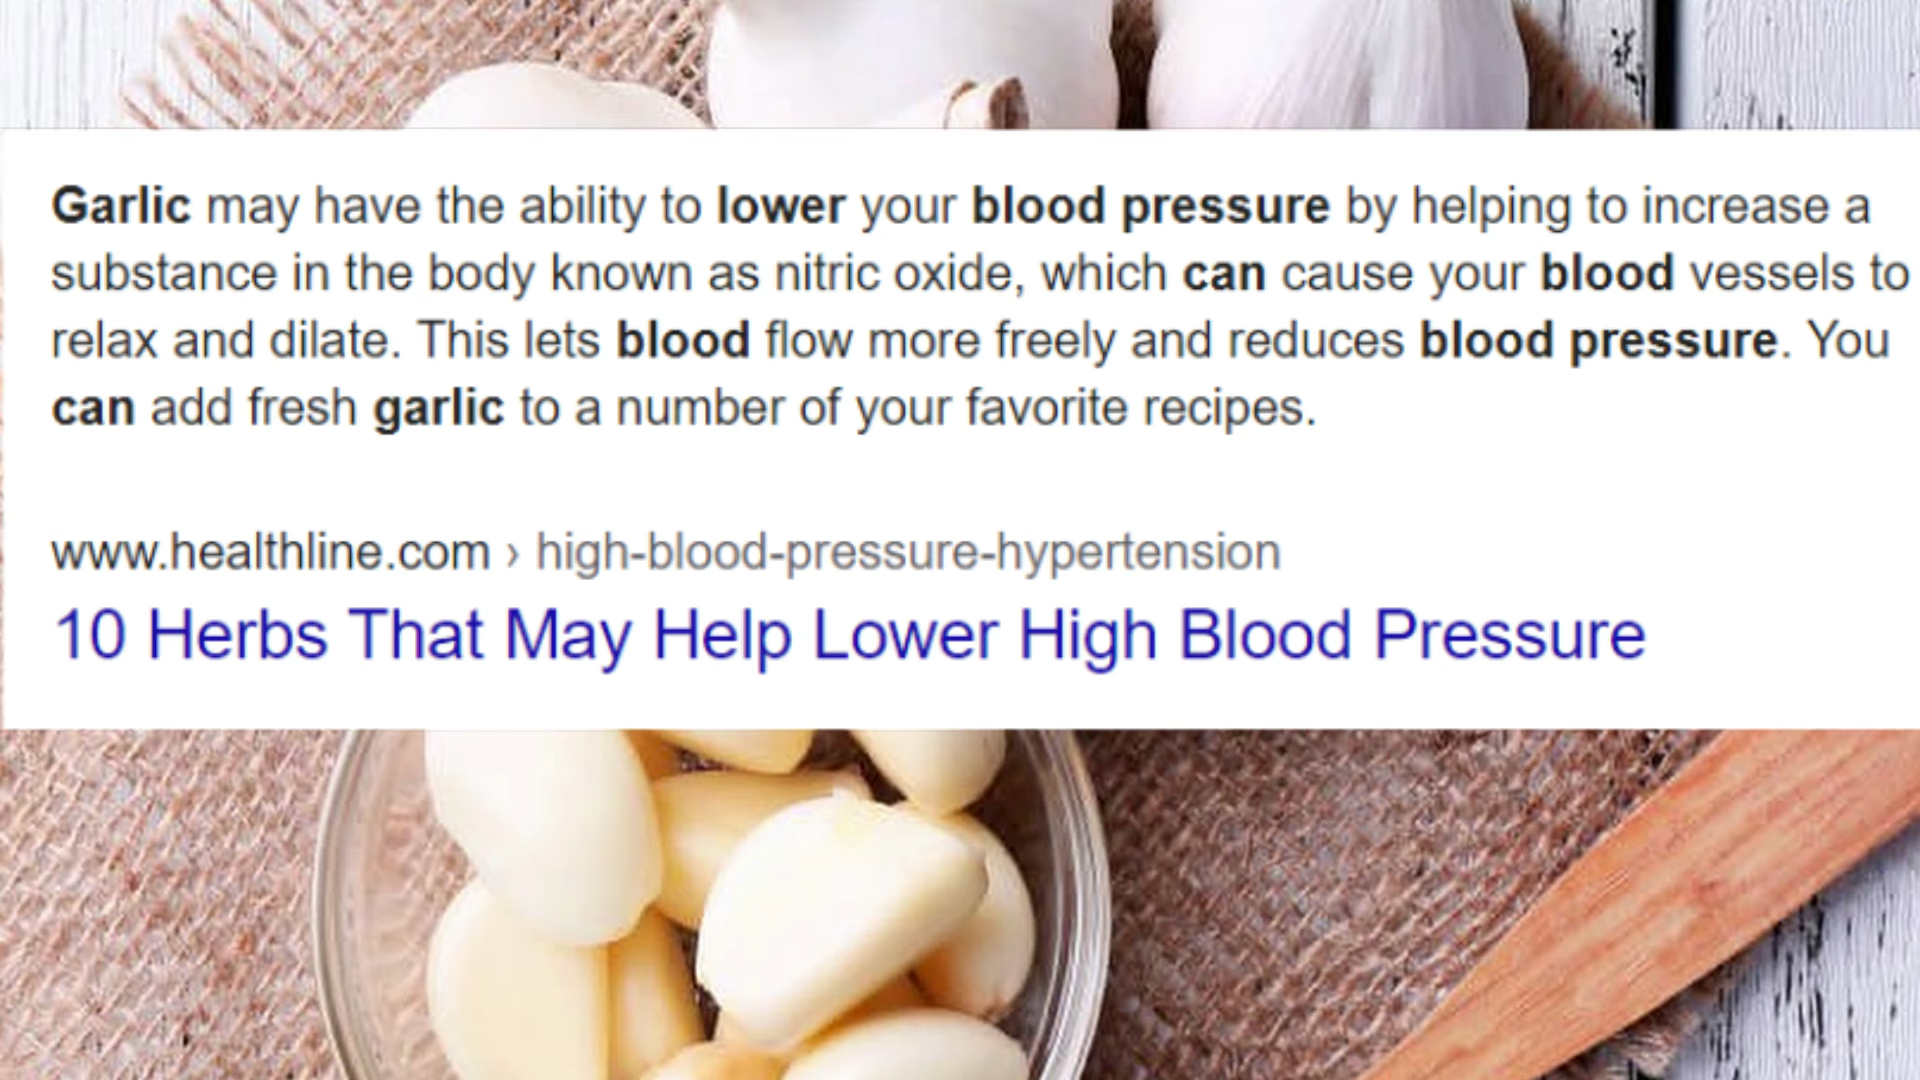 Garlic may have the ability to lower your blood pressure by helping to increase a
substance in the body known as nitric oxide, which can cause your blood vessels to
relax and dilate. This lets blood flow more freely and reduces blood pressure. You
can add fresh garlic to a number of your favorite recipes.
www.healthline.com › high-blood-pressure-hypertension
10 Herbs That May Help Lower High Blood Pressure